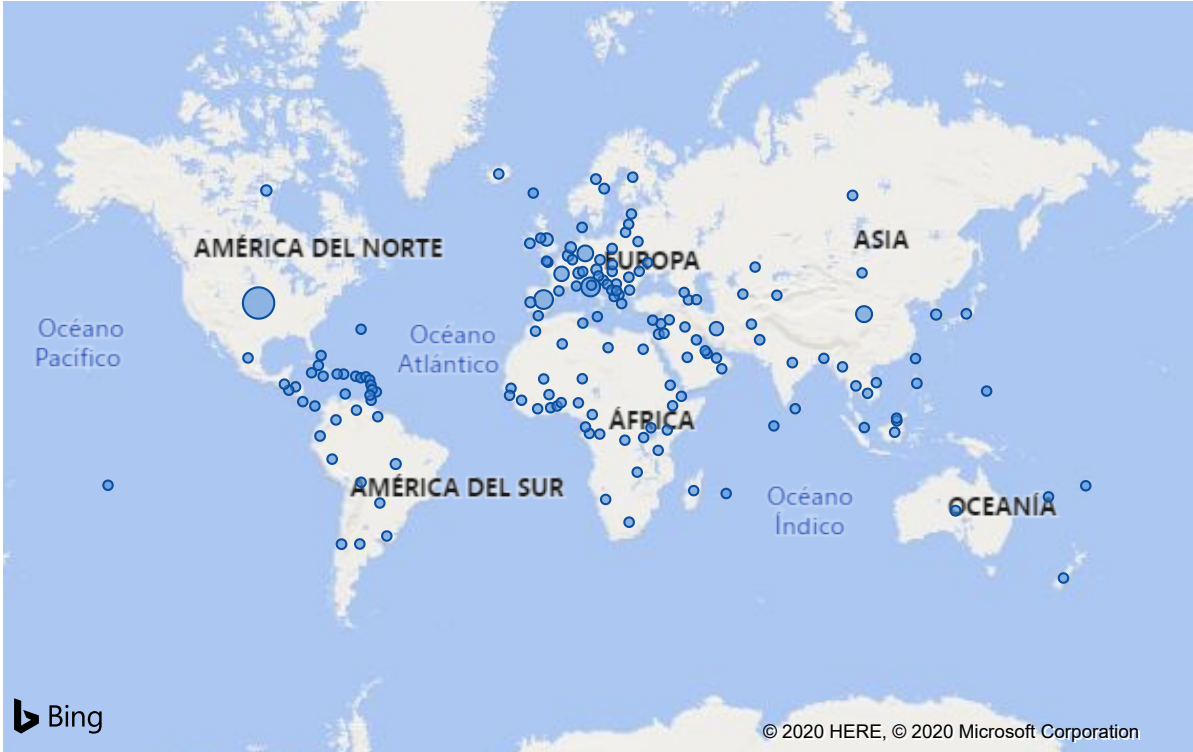 AMÉRICA DEL NORTE
ASIA
EUROPA
Océano
Pacífico
Océano
Atlántico
ÁFRICA
AMÉRICA DEL SUR
Océano
Índico
OCEANÍA
Bing
© 2020 HERE, © 2020 Microsoft Corporation